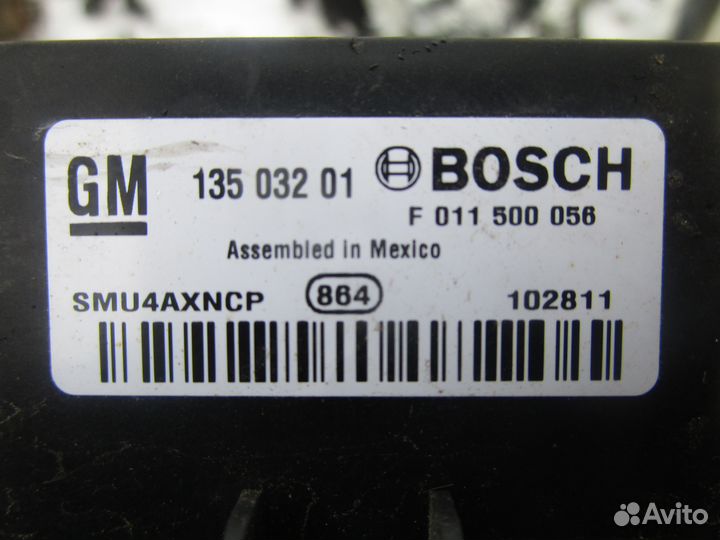 GM 135 032 01 BOSCH
F 011 500 056
Assembled in Mexico
SMU4AXNCP 864 102811
Avito